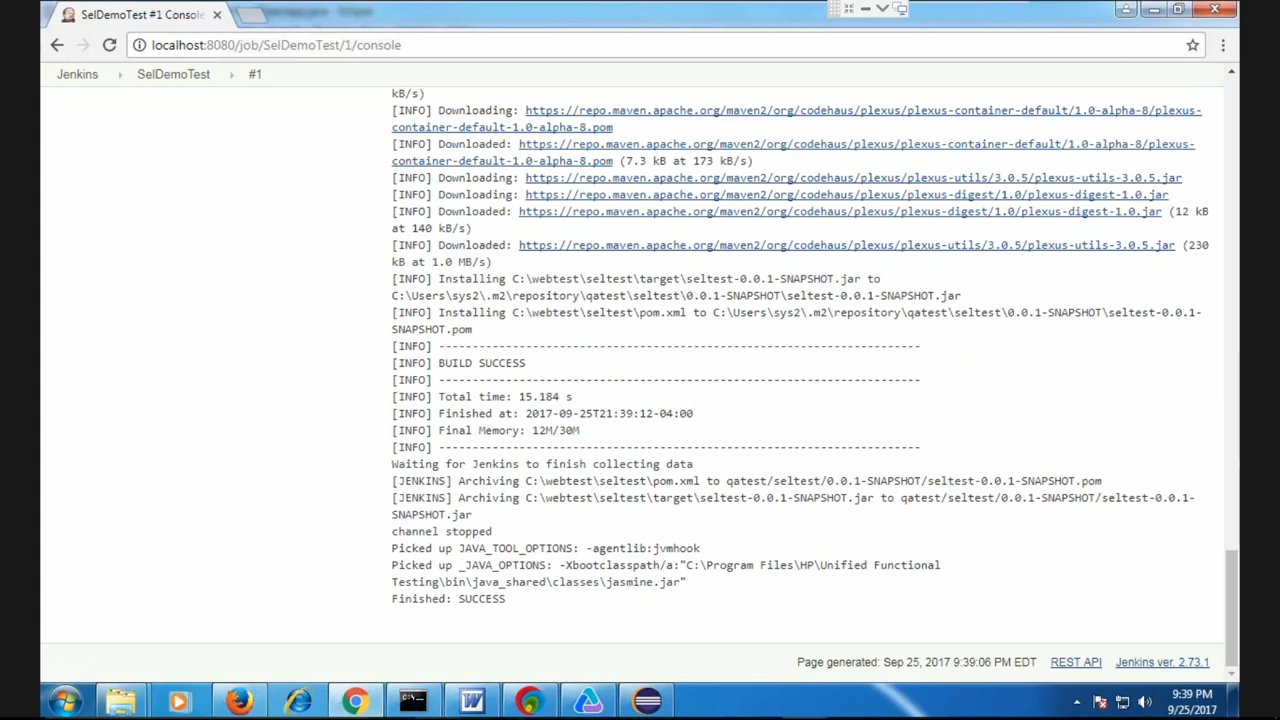 SelDemoTest #1 Console
localhost:8080/job/SelDemoTest/1/console
Jenkins SelDemoTest #1
kB/s)
[INFO] Downloading: https://repo.maven.apache.org/maven2/org/codehaus/plexus/plexus-container-default/1.0-alpha-8/plexus-
container-default-1.0-alpha-8.pom
[INFO] Downloaded: https://repo.maven.apache.org/maven2/org/codehaus/plexus/plexus-container-default/1.0-alpha-8/plexus-
container-default-1.0-alpha-8.pom (7.3 kB at 173 kB/s)
[INFO] Downloading: https://repo.maven.apache.org/maven2/org/codehaus/plexus/plexus-utils/3.0.5/plexus-utils-3.0.5.jar
[INFO] Downloading: https://repo.maven.apache.org/maven2/org/codehaus/plexus/plexus-digest/1.0/plexus-digest-1.0.jar
[INFO] Downloaded: https://repo.maven.apache.org/maven2/org/codehaus/plexus/plexus-digest/1.0/plexus-digest-1.0.jar (12 kB
at 140 kB/s)
[INFO] Downloaded: https://repo.maven.apache.org/maven2/org/codehaus/plexus/plexus-utils/3.0.5/plexus-utils-3.0.5.jar (230
kB at 1.0 MB/s)
[INFO] Installing C:\webtest\seltest\target\seltest-0.0.1-SNAPSHOT.jar to
C:\Users\sys2\.m2\repository\qatest\seltest\0.0.1-SNAPSHOT\seltest-0.0.1-SNAPSHOT.jar
[INFO] Installing C:\webtest\seltest\pom.xml to C:\Users\sys2\.m2\repository\qatest\seltest\0.0.1-SNAPSHOT\seltest-0.0.1-
SNAPSHOT.pom
[INFO] ------------------------------------------------------------------------
[INFO] BUILD SUCCESS
[INFO] ------------------------------------------------------------------------
[INFO] Total time: 15.184 s
[INFO] Finished at: 2017-09-25T21:39:12-04:00
[INFO] Final Memory: 12M/30M
[INFO] ------------------------------------------------------------------------
Waiting for Jenkins to finish collecting data
[JENKINS] Archiving C:\webtest\seltest\pom.xml to qatest/seltest/0.0.1-SNAPSHOT/seltest-0.0.1-SNAPSHOT.pom
[JENKINS] Archiving C:\webtest\seltest\target\seltest-0.0.1-SNAPSHOT.jar to qatest/seltest/0.0.1-SNAPSHOT/seltest-0.0.1-
SNAPSHOT.jar
channel stopped
Picked up JAVA_TOOL_OPTIONS: -agentlib:jvmhook
Picked up _JAVA_OPTIONS: -Xbootclasspath/a:"C:\Program Files\HP\Unified Functional
Testing\bin\java_shared\classes\jasmine.jar"
Finished: SUCCESS
Page generated: Sep 25, 2017 9:39:06 PM EDT REST API Jenkins ver. 2.73.1
9:39 PM
9/25/2017